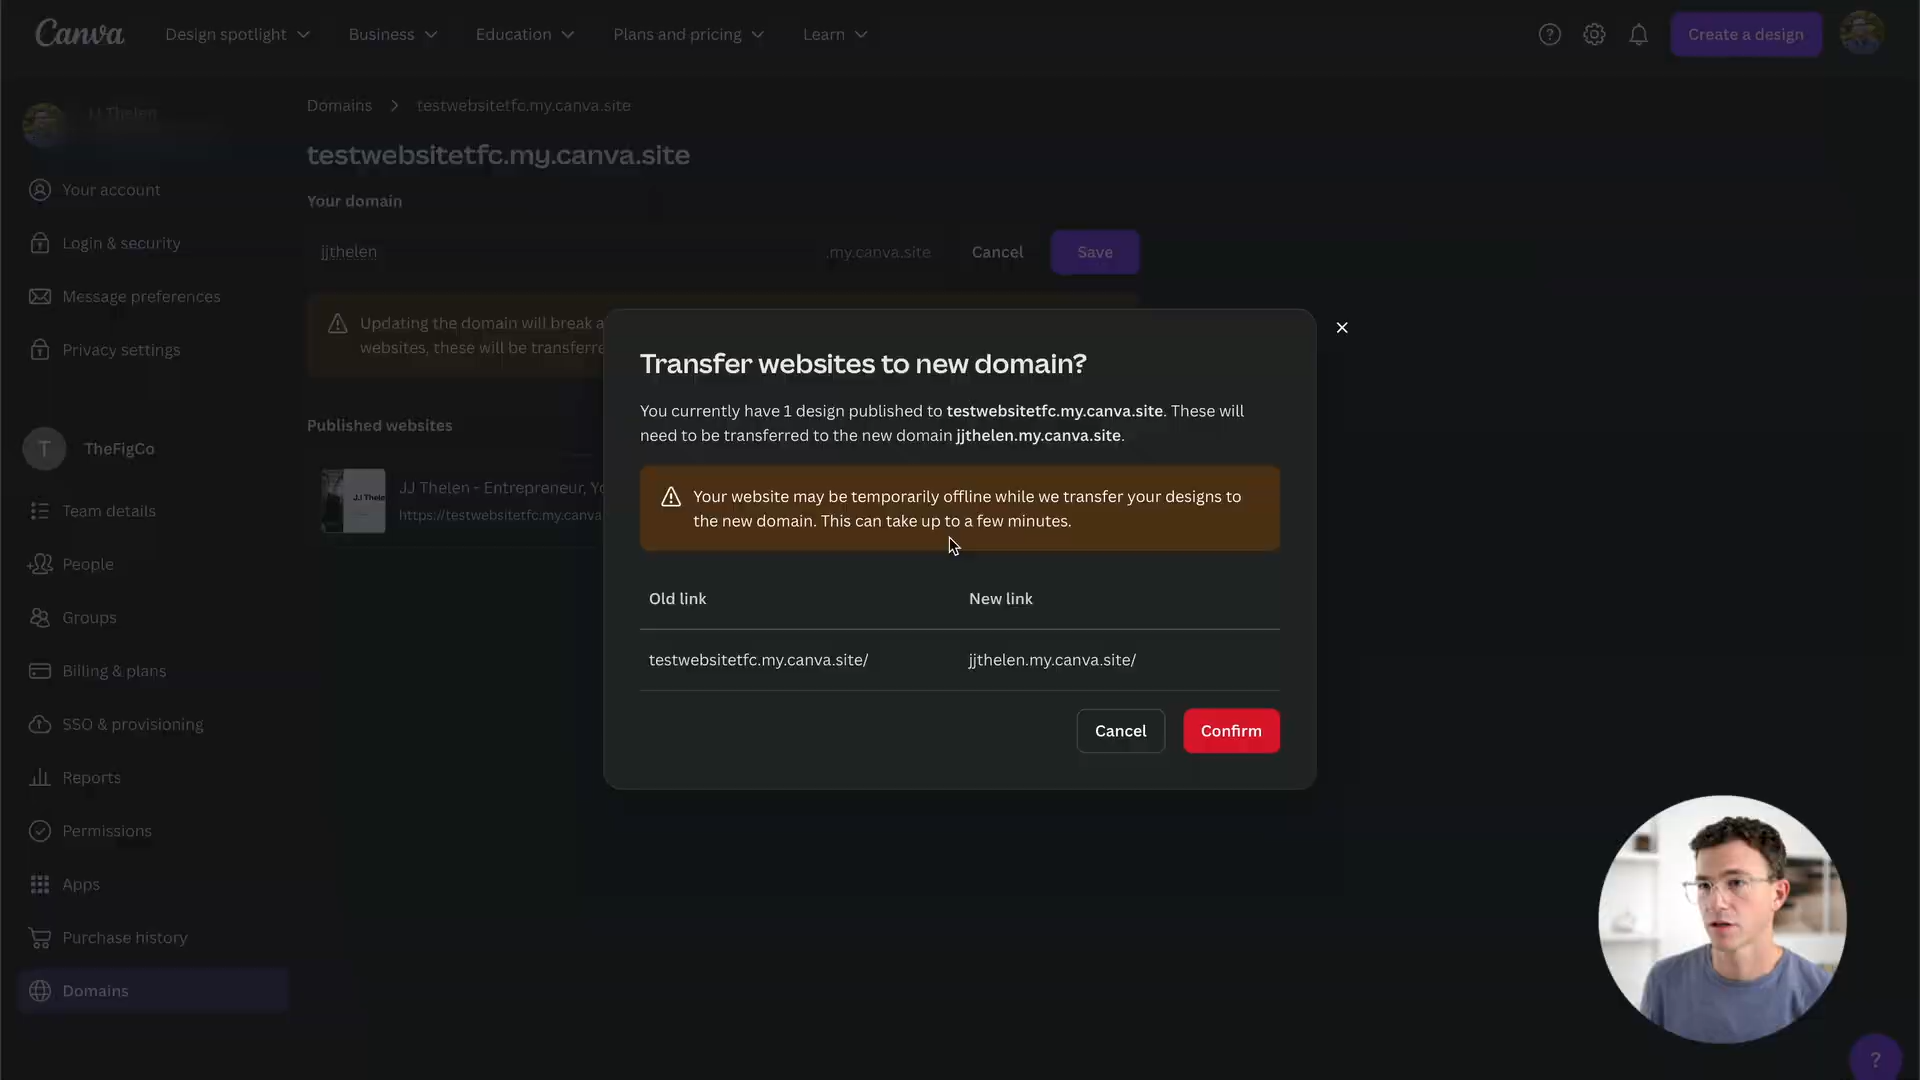 Canva
Design spotlight
Business
Education
Plans and pricing
Learn
Create a design
JJ Thelen
Domains
testwebsitetfc.my.canva.site
testwebsitetfc.my.canva.site
Your account
Your domain
Login & security
jjthelen
.my.canva.site
Cancel
Save
Message preferences
Updating the domain will break a
websites, these will be transferre
Privacy settings
Transfer websites to new domain?
You currently have 1 design published to testwebsitetfc.my.canva.site. These will
need to be transferred to the new domain jjthelen.my.canva.site.
Published websites
T
TheFigCo
JJ Thelen - Entrepreneur, Yo
https://testwebsitetfc.my.canva
JJ Thele
Your website may be temporarily offline while we transfer your designs to
the new domain. This can take up to a few minutes.
Team details
People
Old link
New link
Groups
testwebsitetfc.my.canva.site/
jjthelen.my.canva.site/
Billing & plans
SSO & provisioning
Cancel
Confirm
Reports
Permissions
Apps
Purchase history
Domains
?